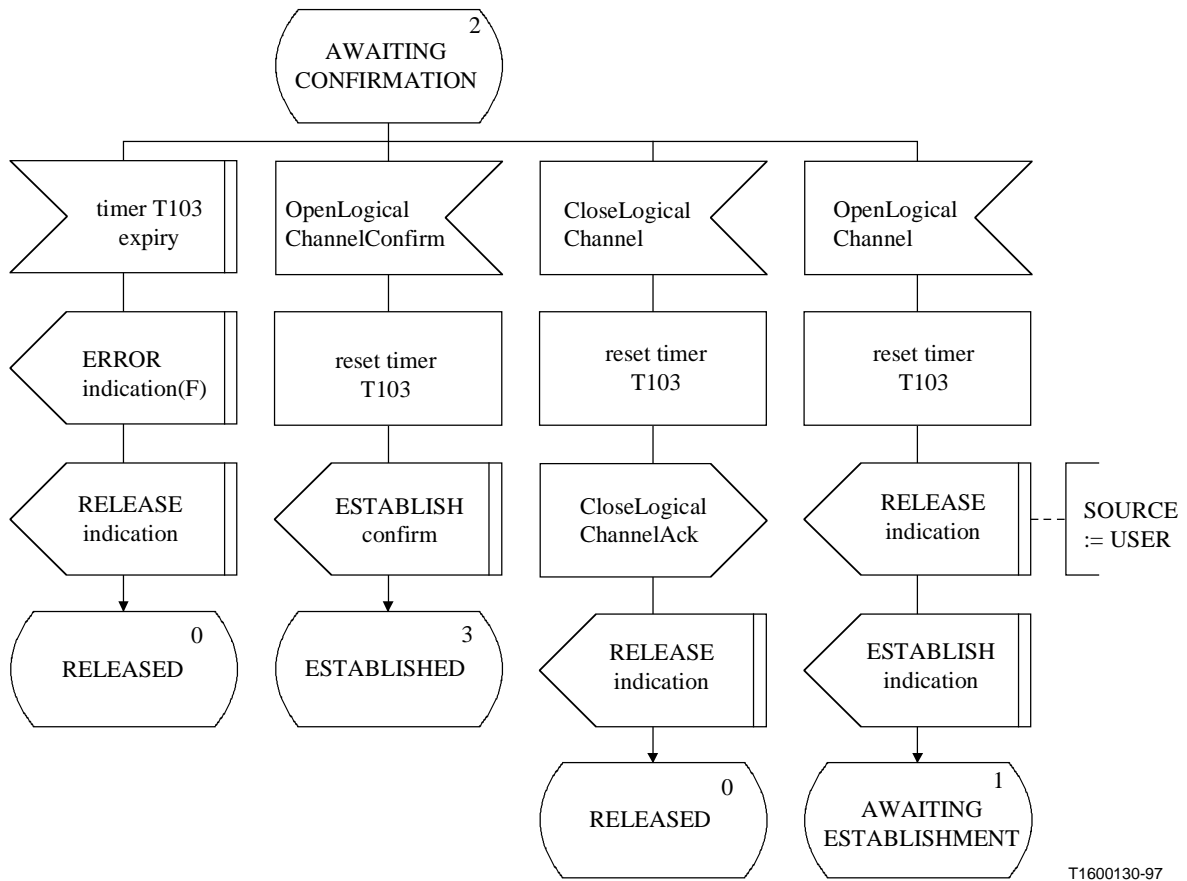 2
AWAITING
CONFIRMATION
timer T103
expiry
OpenLogical
ChannelConfirm
CloseLogical
Channel
OpenLogical
Channel
ERROR
indication(F)
reset timer
T103
reset timer
T103
reset timer
T103
RELEASE
indication
ESTABLISH
confirm
CloseLogical
ChannelAck
RELEASE
indication
SOURCE
:= USER
0
RELEASED
3
ESTABLISHED
RELEASE
indication
ESTABLISH
indication
0
RELEASED
1
AWAITING
ESTABLISHMENT
T1600130-97